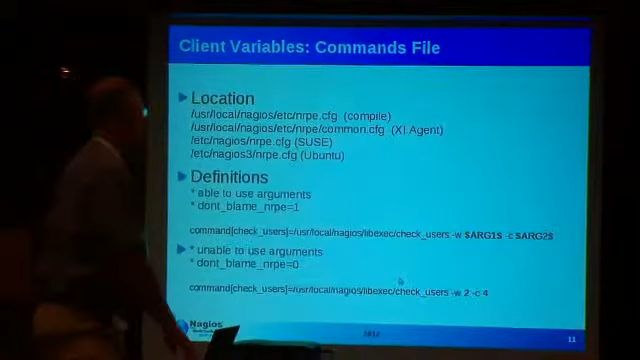 Client Variables: Commands File
Location
/usr/local/nagios/etc/nrpe.cfg (compile)
/usr/local/nagios/etc/nrpe/common.cfg (XI Agent)
/etc/nagios/nrpe.cfg (SUSE)
/etc/nagios3/nrpe.cfg (Ubuntu)
Definitions
* able to use arguments
* dont_blame_nrpe=1
command[check_users]=/usr/local/nagios/libexec/check_users -w $ARG1$ -c $ARG2$
* unable to use arguments
* dont_blame_nrpe=0
command[check_users]=/usr/local/nagios/libexec/check_users -w 2 -c 4
Nagios
2012
11